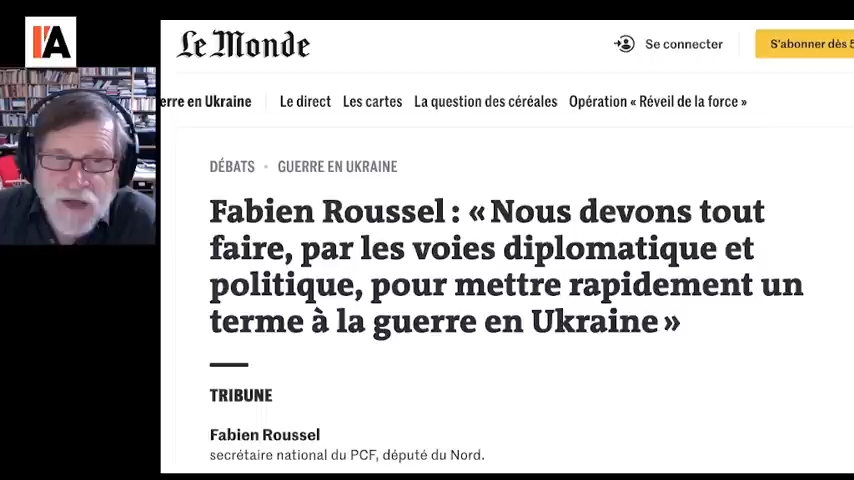 I'A
Le Monde
Se connecter
S'abonner dès 5
erre en Ukraine
Le direct
Les cartes
La question des céréales
Opération « Réveil de la force »
DÉBATS • GUERRE EN UKRAINE
Fabien Roussel : « Nous devons tout
faire, par les voies diplomatique et
politique, pour mettre rapidement un
terme à la guerre en Ukraine »
TRIBUNE
Fabien Roussel
secrétaire national du PCF, député du Nord.